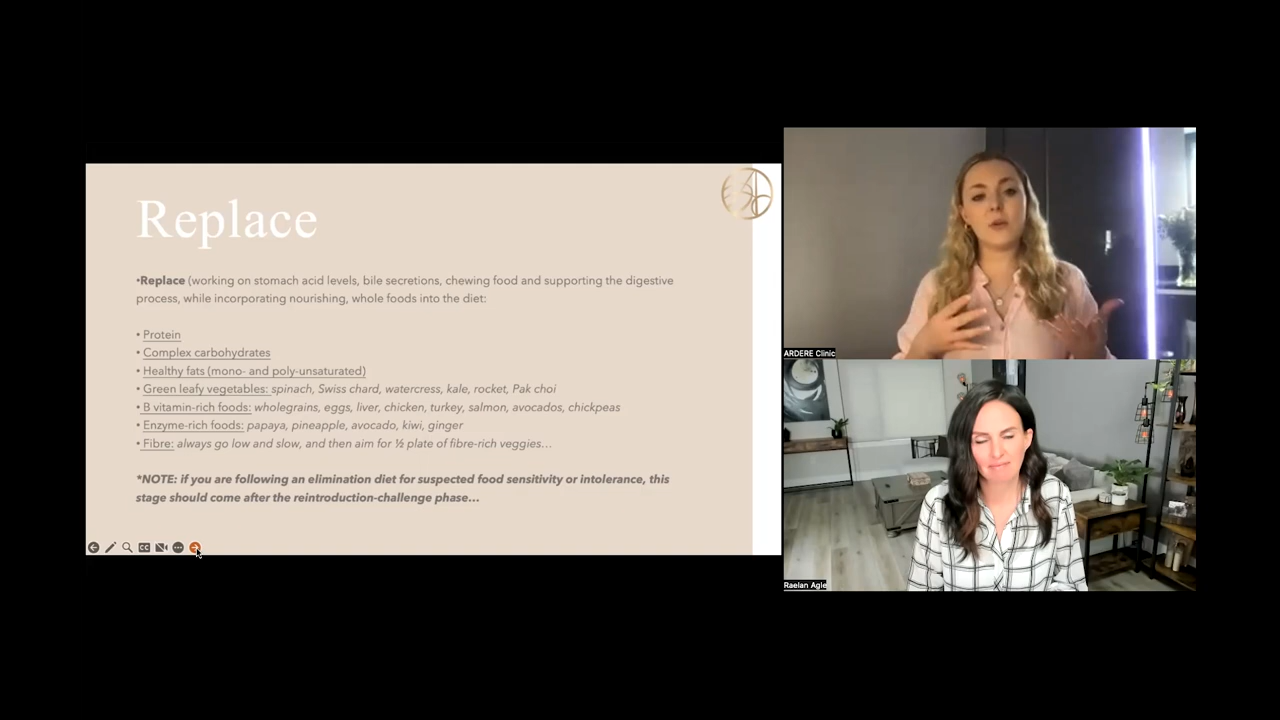 Replace
•Replace (working on stomach acid levels, bile secretions, chewing food and supporting the digestive
process, while incorporating nourishing, whole foods into the diet:
• Protein
• Complex carbohydrates
• Healthy fats (mono- and poly-unsaturated)
• Green leafy vegetables: spinach, Swiss chard, watercress, kale, rocket, Pak choi
• B vitamin-rich foods: wholegrains, eggs, liver, chicken, turkey, salmon, avocados, chickpeas
• Enzyme-rich foods: papaya, pineapple, avocado, kiwi, ginger
• Fibre: always go low and slow, and then aim for ½ plate of fibre-rich veggies…
*NOTE: if you are following an elimination diet for suspected food sensitivity or intolerance, this
stage should come after the reintroduction-challenge phase…
CC
ARDERE Clinic
Raelan Agle